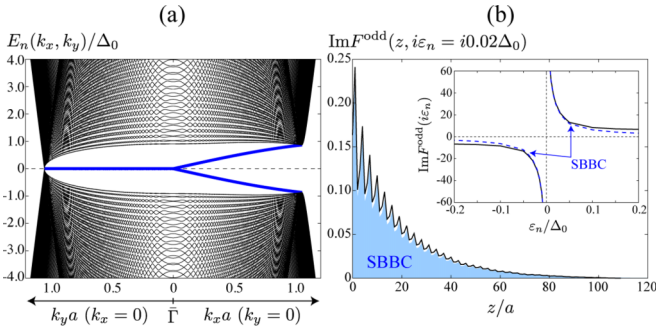 (a)
E_n(k_x, k_y)/Δ_0
4.0
3.0
2.0
1.0
0
-1.0
-2.0
-3.0
-4.0
1.0 0.5 0 0.5 1.0
k_y a (k_x = 0) Γ̄ k_x a (k_y = 0)
(b)
ImF^odd(z, iε_n = i0.02Δ_0)
0.25
0.20
0.15
0.10
0.05
0
0 20 40 60 80 100 120
z/a
SBBC
ImF^odd(iε_n)
60
40
20
0
-20
-40
-60
-0.2 -0.1 0 0.1 0.2
ε_n/Δ_0
SBBC